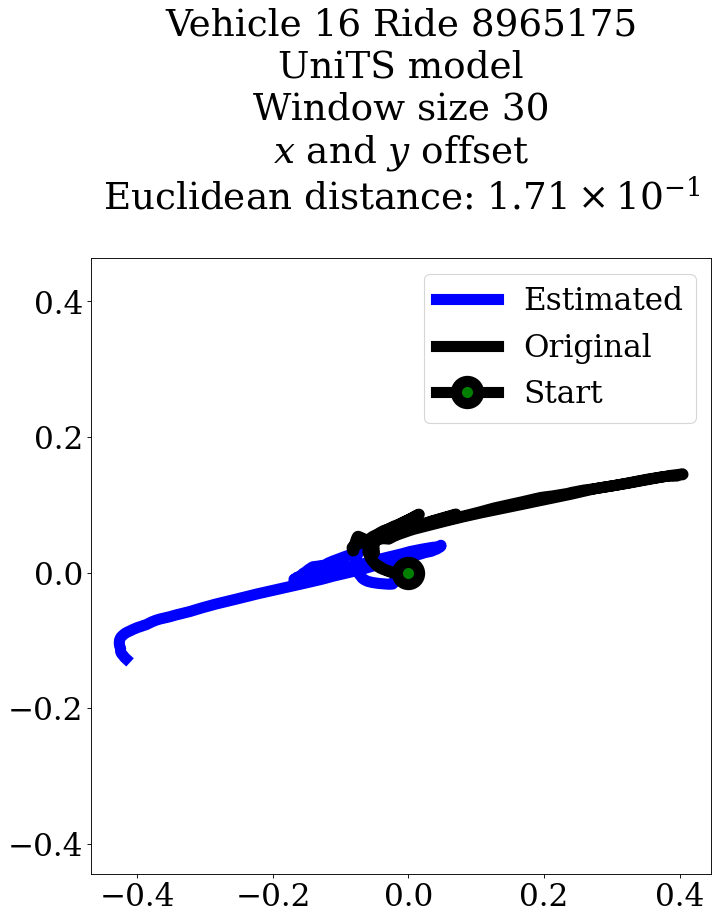 Vehicle 16 Ride 8965175
UniTS model
Window size 30
x and y offset
Euclidean distance: 1.71 × 10⁻¹
Estimated
Original
Start
0.4
0.2
0.0
−0.2
−0.4
−0.4 −0.2 0.0 0.2 0.4